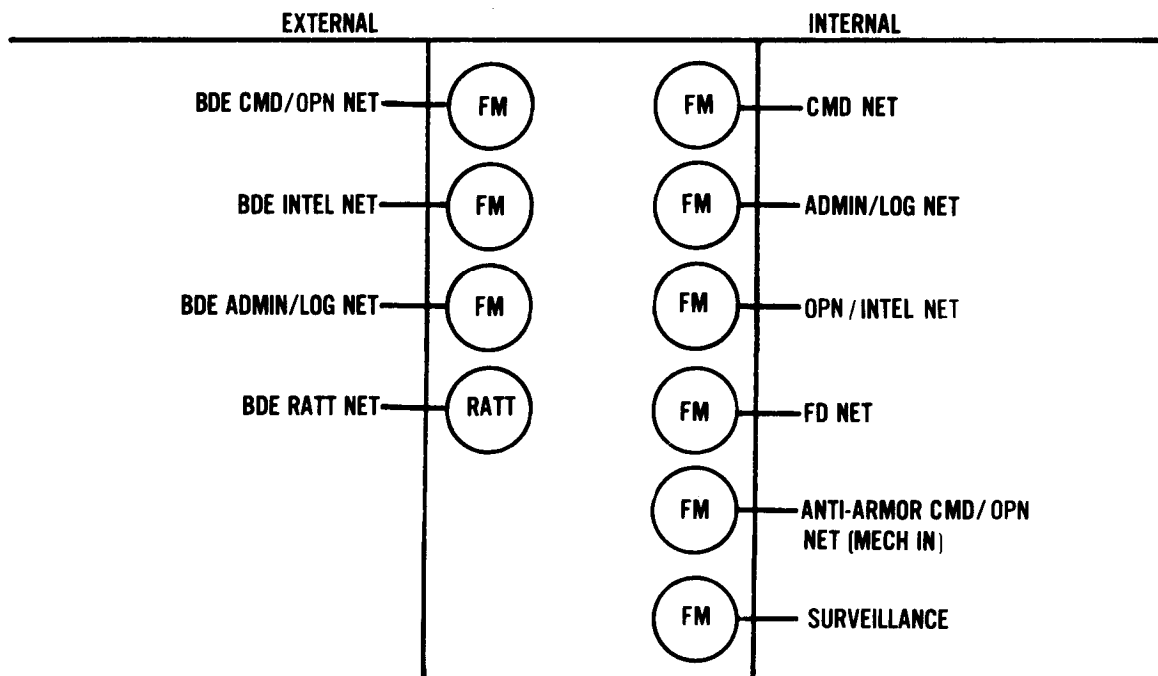 EXTERNAL
INTERNAL
BDE CMD/OPN NET
FM
FM
CMD NET
BDE INTEL NET
FM
FM
ADMIN/LOG NET
BDE ADMIN/LOG NET
FM
FM
OPN/INTEL NET
BDE RATT NET
RATT
FM
FD NET
FM
ANTI-ARMOR CMD/OPN
NET (MECH IN)
FM
SURVEILLANCE